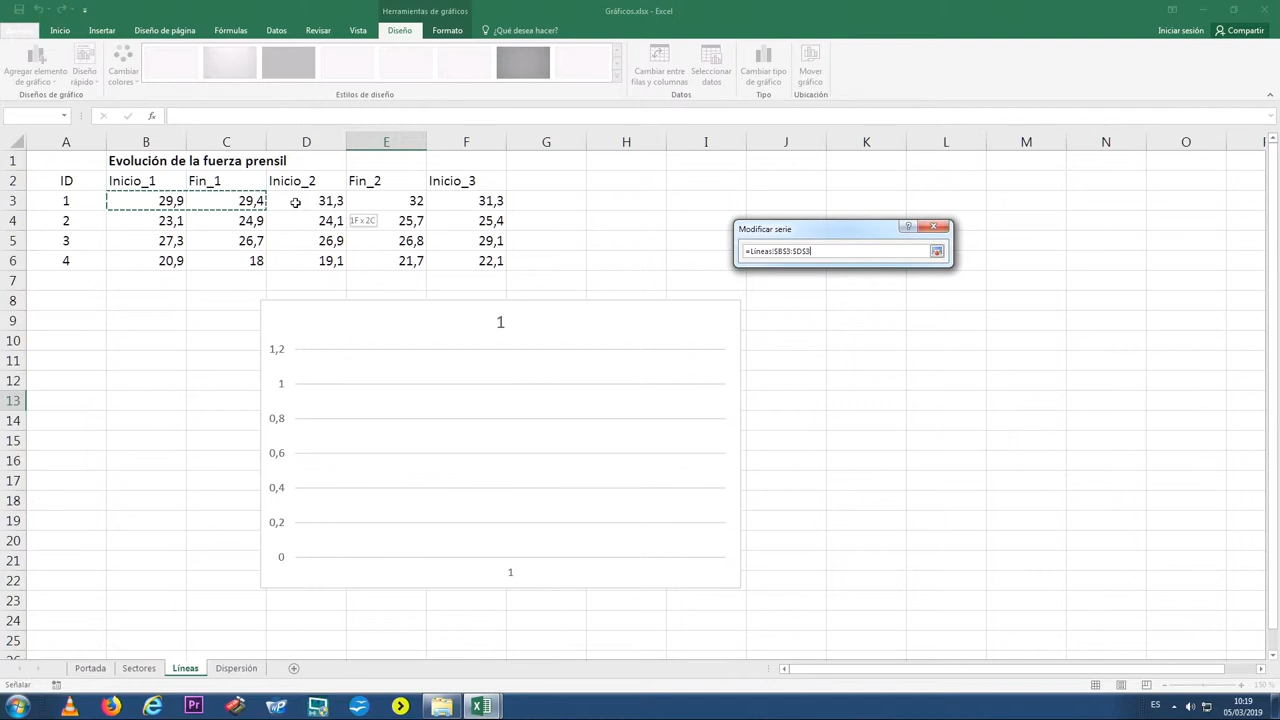 Herramientas de gráficos
Gráficos.xlsx - Excel
Inicio Insertar Diseño de página Fórmulas Datos Revisar Vista Diseño Formato ¿Qué desea hacer? Iniciar sesión Compartir
Agregar elemento de gráfico
Diseño rápido
Cambiar colores
Cambiar entre filas y columnas
Seleccionar datos
Cambiar tipo de gráfico
Mover gráfico
Diseños de gráfico Estilos de diseño Datos Tipo Ubicación
fx
A B C D E F G H I J K L M N O
1 Evolución de la fuerza prensil
2 ID Inicio_1 Fin_1 Inicio_2 Fin_2 Inicio_3
3 1 29,9 29,4 31,3 32 31,3
4 2 23,1 24,9 24,1 25,7 25,4
1F x 2C
5 3 27,3 26,7 26,9 26,8 29,1
6 4 20,9 18 19,1 21,7 22,1
Modificar serie
=Líneas!$B$3:$D$3
7
8
9
10
11
12
13
14
15
16
17
18
19
20
21
22
23
24
25
1
1,2
1
0,8
0,6
0,4
0,2
0
1
Portada Sectores Líneas Dispersión
Señalar
150 %
Pr
ES
10:19
05/03/2019